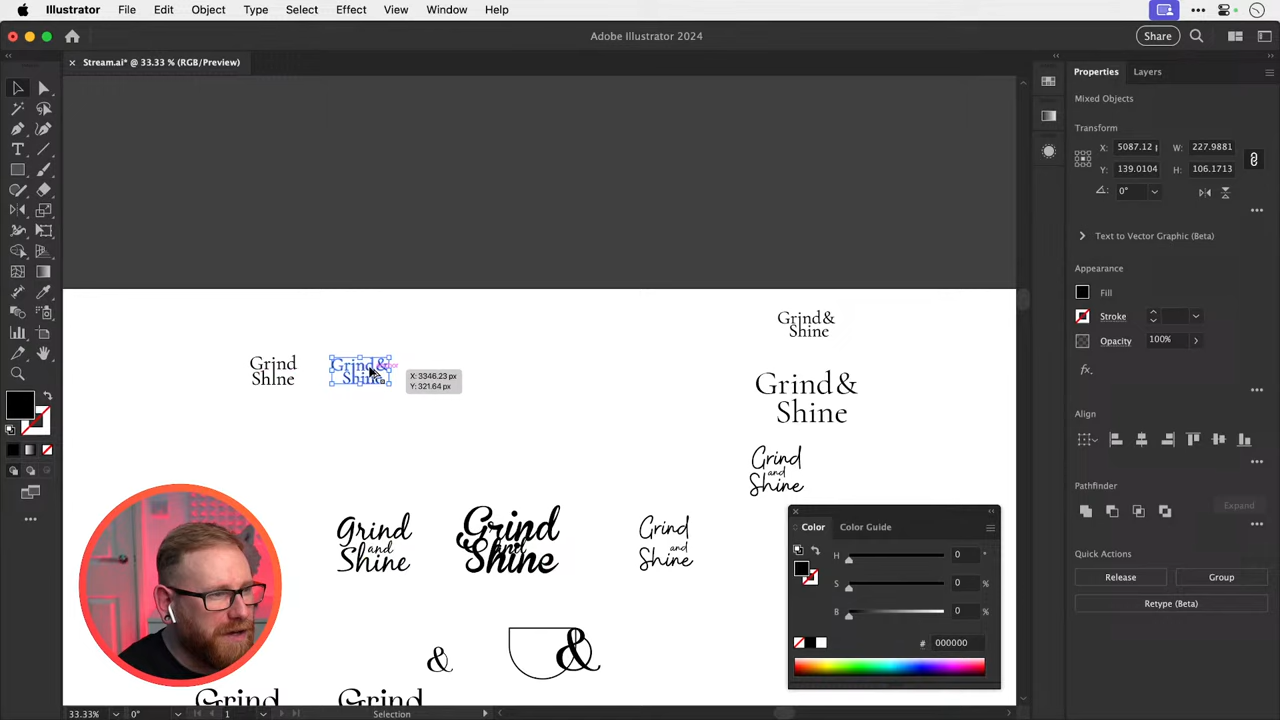 Illustrator File Edit Object Type Select Effect View Window Help
Adobe Illustrator 2024
Share
× Stream.ai* @ 33.33 % (RGB/Preview)
Properties Layers
Mixed Objects
Transform
X: 5087.12 p W: 227.9881
Y: 139.0104 H: 106.1713
0°
Text to Vector Graphic (Beta)
Appearance
Fill
Stroke
Opacity 100%
fx.
Align
Pathfinder
Expand
Quick Actions
Release Group
Retype (Beta)
Grind
ShIne
Grind &
Shine
X: 3346.23 px
Y: 321.64 px
Grind &
Shine
Grind &
Shine
Grind
and
Shine
Grind
and
Shine
Grind
and
Shine
Grind
and
Shine
&
&
Grind
Grind
Color Color Guide
H 0 °
S 0 %
B 0 %
# 000000
33.33% 0° 1 Selection